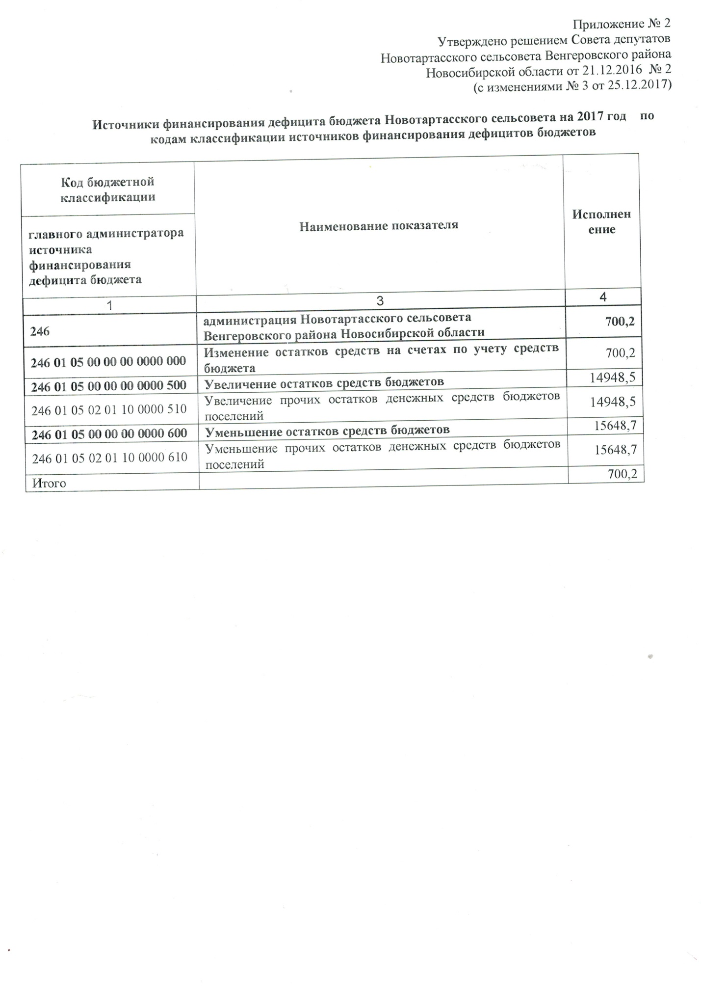 Приложение № 2
Утверждено решением Совета депутатов
Новотартасского сельсовета Венгеровского района
Новосибирской области от 21.12.2016 № 2
(с изменениями № 3 от 25.12.2017)
Источники финансирования дефицита бюджета Новотартасского сельсовета на 2017 год по
кодам классификации источников финансирования дефицитов бюджетов
Код бюджетной
классификации
главного администратора
источника
финансирования
дефицита бюджета
Наименование показателя
Исполнен
ение
1 3 4
246
администрация Новотартасского сельсовета
Венгеровского района Новосибирской области
700,2
246 01 05 00 00 00 0000 000
Изменение остатков средств на счетах по учету средств
бюджета
700,2
246 01 05 00 00 00 0000 500 Увеличение остатков средств бюджетов 14948,5
246 01 05 02 01 10 0000 510
Увеличение прочих остатков денежных средств бюджетов
поселений
14948,5
246 01 05 00 00 00 0000 600 Уменьшение остатков средств бюджетов 15648,7
246 01 05 02 01 10 0000 610
Уменьшение прочих остатков денежных средств бюджетов
поселений
15648,7
Итого 700,2